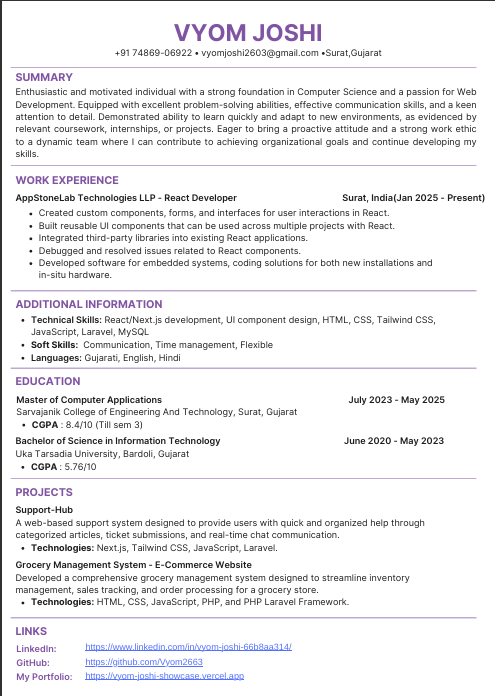 VYOM JOSHI
+91 74869-06922 • vyomjoshi2603@gmail.com •Surat,Gujarat
SUMMARY
Enthusiastic and motivated individual with a strong foundation in Computer Science and a passion for Web
Development. Equipped with excellent problem-solving abilities, effective communication skills, and a keen
attention to detail. Demonstrated ability to learn quickly and adapt to new environments, as evidenced by
relevant coursework, internships, or projects. Eager to bring a proactive attitude and a strong work ethic
to a dynamic team where I can contribute to achieving organizational goals and continue developing my
skills.
WORK EXPERIENCE
AppStoneLab Technologies LLP - React Developer Surat, India(Jan 2025 - Present)
• Created custom components, forms, and interfaces for user interactions in React.
• Built reusable UI components that can be used across multiple projects with React.
• Integrated third-party libraries into existing React applications.
• Debugged and resolved issues related to React components.
• Developed software for embedded systems, coding solutions for both new installations and
in-situ hardware.
ADDITIONAL INFORMATION
• Technical Skills: React/Next.js development, UI component design, HTML, CSS, Tailwind CSS,
JavaScript, Laravel, MySQL
• Soft Skills: Communication, Time management, Flexible
• Languages: Gujarati, English, Hindi
EDUCATION
Master of Computer Applications July 2023 - May 2025
Sarvajanik College of Engineering And Technology, Surat, Gujarat
• CGPA : 8.4/10 (Till sem 3)
Bachelor of Science in Information Technology June 2020 - May 2023
Uka Tarsadia University, Bardoli, Gujarat
• CGPA : 5.76/10
PROJECTS
Support-Hub
A web-based support system designed to provide users with quick and organized help through
categorized articles, ticket submissions, and real-time chat communication.
• Technologies: Next.js, Tailwind CSS, JavaScript, Laravel.
Grocery Management System - E-Commerce Website
Developed a comprehensive grocery management system designed to streamline inventory
management, sales tracking, and order processing for a grocery store.
• Technologies: HTML, CSS, JavaScript, PHP, and PHP Laravel Framework.
LINKS
LinkedIn: https://www.linkedin.com/in/vyom-joshi-66b8aa314/
GitHub: https://github.com/Vyom2663
My Portfolio: https://vyom-joshi-showcase.vercel.app